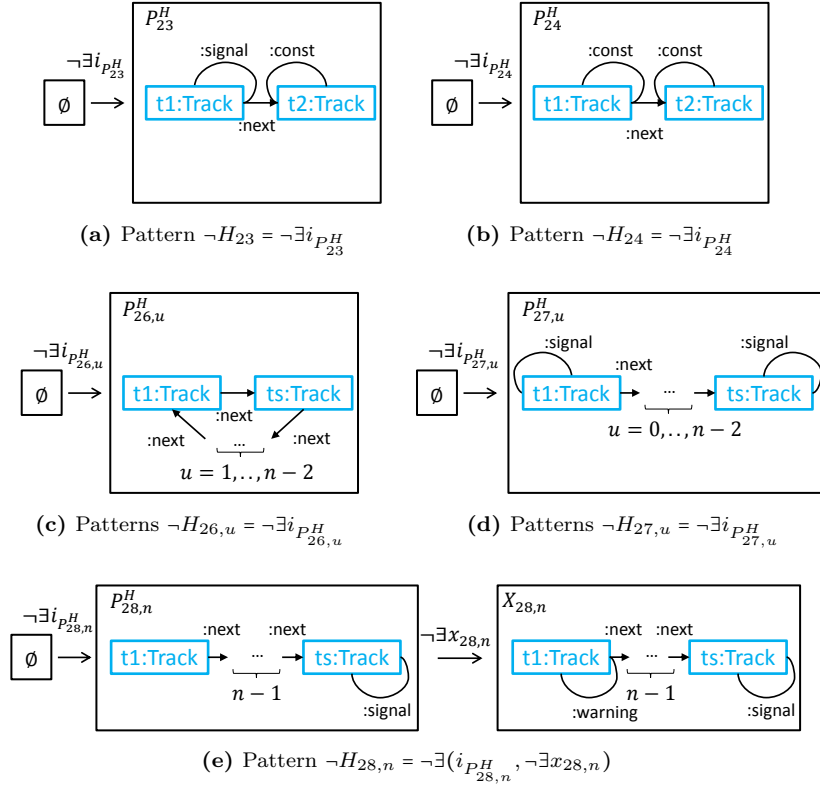 P^H_{23}
¬∃i_{P^H_{23}}
∅
:signal
:const
t1:Track
t2:Track
:next
(a) Pattern ¬H_{23} = ¬∃i_{P^H_{23}}
P^H_{24}
¬∃i_{P^H_{24}}
∅
:const
:const
t1:Track
t2:Track
:next
(b) Pattern ¬H_{24} = ¬∃i_{P^H_{24}}
P^H_{26,u}
¬∃i_{P^H_{26,u}}
∅
t1:Track
ts:Track
:next
:next
...
:next
u = 1,..,n − 2
(c) Patterns ¬H_{26,u} = ¬∃i_{P^H_{26,u}}
P^H_{27,u}
¬∃i_{P^H_{27,u}}
∅
:signal
:signal
:next
t1:Track
...
ts:Track
u = 0,..,n − 2
(d) Patterns ¬H_{27,u} = ¬∃i_{P^H_{27,u}}
P^H_{28,n}
¬∃i_{P^H_{28,n}}
∅
:next
:next
t1:Track
...
ts:Track
n − 1
:signal
¬∃x_{28,n}
X_{28,n}
:next
:next
t1:Track
...
ts:Track
n − 1
:warning
:signal
(e) Pattern ¬H_{28,n} = ¬∃(i_{P^H_{28,n}}, ¬∃x_{28,n})